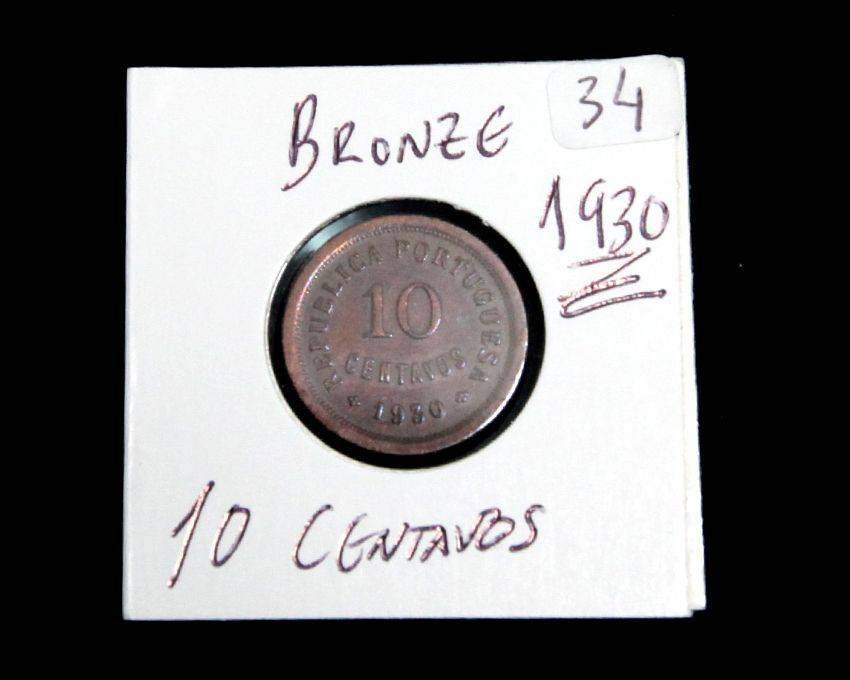 34
BRONZE
1930
REPUBLICA PORTUGUESA
10
CENTAVOS
* 1930 *
10 CENTAVOS